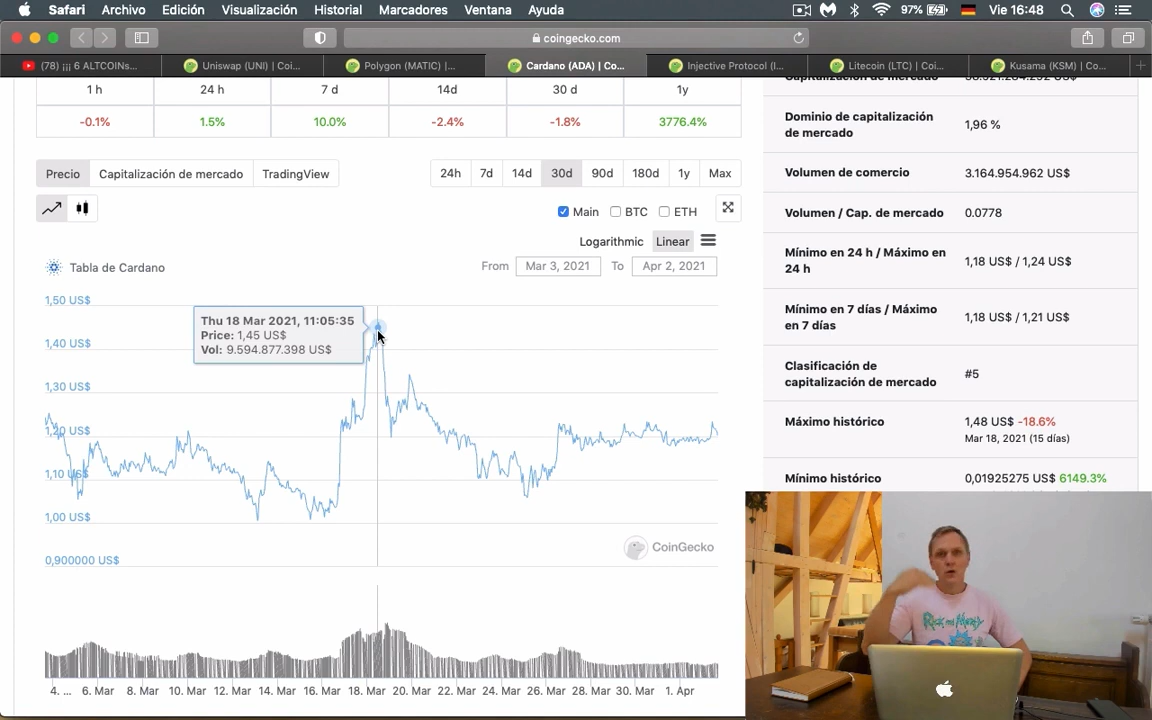 Safari Archivo Edición Visualización Historial Marcadores Ventana Ayuda 97% Vie 16:48
coingecko.com
(78) ¡¡¡ 6 ALTCOINs... Uniswap (UNI) | Coi... Polygon (MATIC) |... Cardano (ADA) | Co... Injective Protocol (I... Litecoin (LTC) | Coi... Kusama (KSM) | Co...
1 h 24 h 7 d 14d 30 d 1y
-0.1% 1.5% 10.0% -2.4% -1.8% 3776.4%
Precio Capitalización de mercado TradingView 24h 7d 14d 30d 90d 180d 1y Max
Main BTC ETH
Logarithmic Linear
Tabla de Cardano From Mar 3, 2021 To Apr 2, 2021
1,50 US$
Thu 18 Mar 2021, 11:05:35
Price: 1,45 US$
Vol: 9.594.877.398 US$
1,40 US$
1,30 US$
1,20 US$
1,10 US$
1,00 US$
0,900000 US$
CoinGecko
4. ... 6. Mar 8. Mar 10. Mar 12. Mar 14. Mar 16. Mar 18. Mar 20. Mar 22. Mar 24. Mar 26. Mar 28. Mar 30. Mar 1. Apr
Capitalización de mercado
Dominio de capitalización
de mercado
1,96 %
Volumen de comercio 3.164.954.962 US$
Volumen / Cap. de mercado 0.0778
Mínimo en 24 h / Máximo en
24 h
1,18 US$ / 1,24 US$
Mínimo en 7 días / Máximo
en 7 días
1,18 US$ / 1,21 US$
Clasificación de
capitalización de mercado
#5
Máximo histórico 1,48 US$ -18.6%
Mar 18, 2021 (15 días)
Mínimo histórico 0,01925275 US$ 6149.3%
Rick and Morty